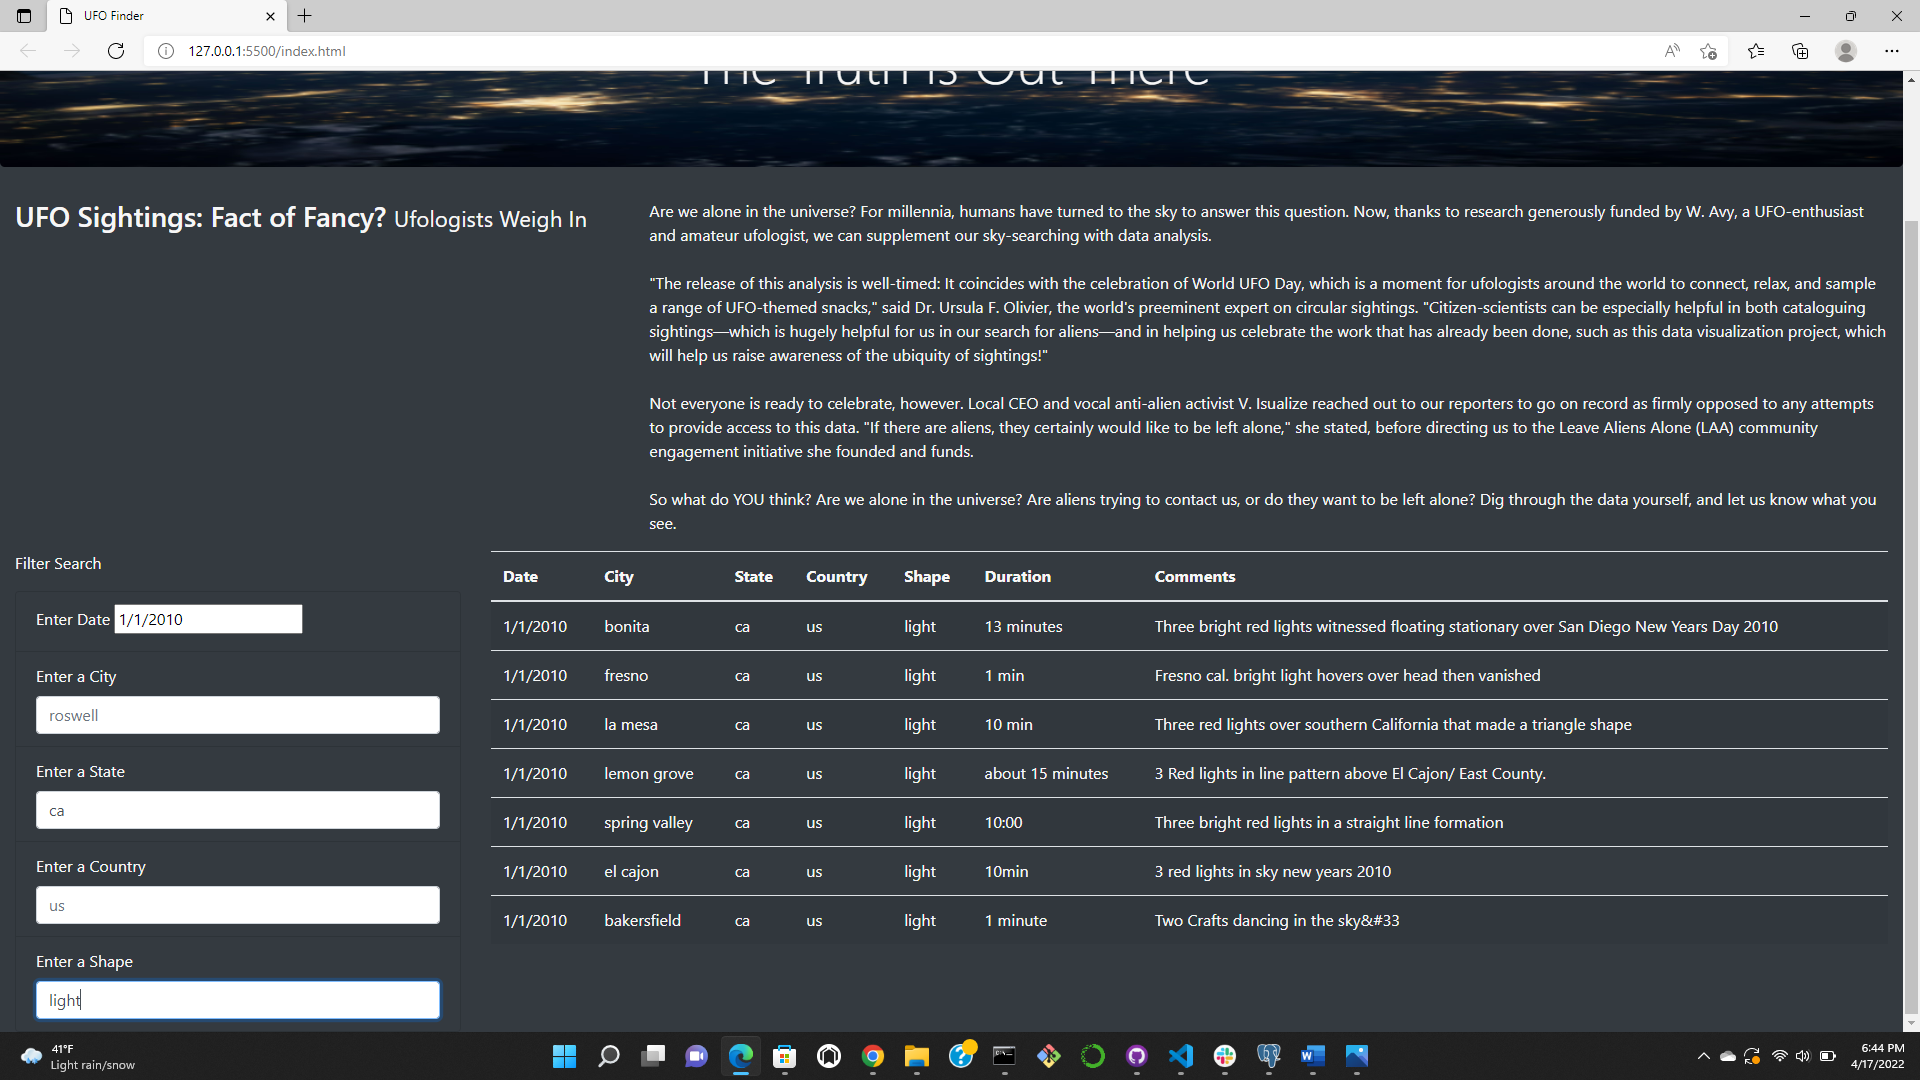 UFO Finder
127.0.0.1:5500/index.html
The Truth Is Out There
UFO Sightings: Fact of Fancy? Ufologists Weigh In
Are we alone in the universe? For millennia, humans have turned to the sky to answer this question. Now, thanks to research generously funded by W. Avy, a UFO-enthusiast
and amateur ufologist, we can supplement our sky-searching with data analysis.
"The release of this analysis is well-timed: It coincides with the celebration of World UFO Day, which is a moment for ufologists around the world to connect, relax, and sample
a range of UFO-themed snacks," said Dr. Ursula F. Olivier, the world's preeminent expert on circular sightings. "Citizen-scientists can be especially helpful in both cataloguing
sightings—which is hugely helpful for us in our search for aliens—and in helping us celebrate the work that has already been done, such as this data visualization project, which
will help us raise awareness of the ubiquity of sightings!"
Not everyone is ready to celebrate, however. Local CEO and vocal anti-alien activist V. Isualize reached out to our reporters to go on record as firmly opposed to any attempts
to provide access to this data. "If there are aliens, they certainly would like to be left alone," she stated, before directing us to the Leave Aliens Alone (LAA) community
engagement initiative she founded and funds.
So what do YOU think? Are we alone in the universe? Are aliens trying to contact us, or do they want to be left alone? Dig through the data yourself, and let us know what you
see.
Filter Search
Enter Date 1/1/2010
Enter a City
roswell
Enter a State
ca
Enter a Country
us
Enter a Shape
light
Date City State Country Shape Duration Comments
1/1/2010 bonita ca us light 13 minutes Three bright red lights witnessed floating stationary over San Diego New Years Day 2010
1/1/2010 fresno ca us light 1 min Fresno cal. bright light hovers over head then vanished
1/1/2010 la mesa ca us light 10 min Three red lights over southern California that made a triangle shape
1/1/2010 lemon grove ca us light about 15 minutes 3 Red lights in line pattern above El Cajon/ East County.
1/1/2010 spring valley ca us light 10:00 Three bright red lights in a straight line formation
1/1/2010 el cajon ca us light 10min 3 red lights in sky new years 2010
1/1/2010 bakersfield ca us light 1 minute Two Crafts dancing in the sky&#33
41°F
Light rain/snow
6:44 PM
4/17/2022